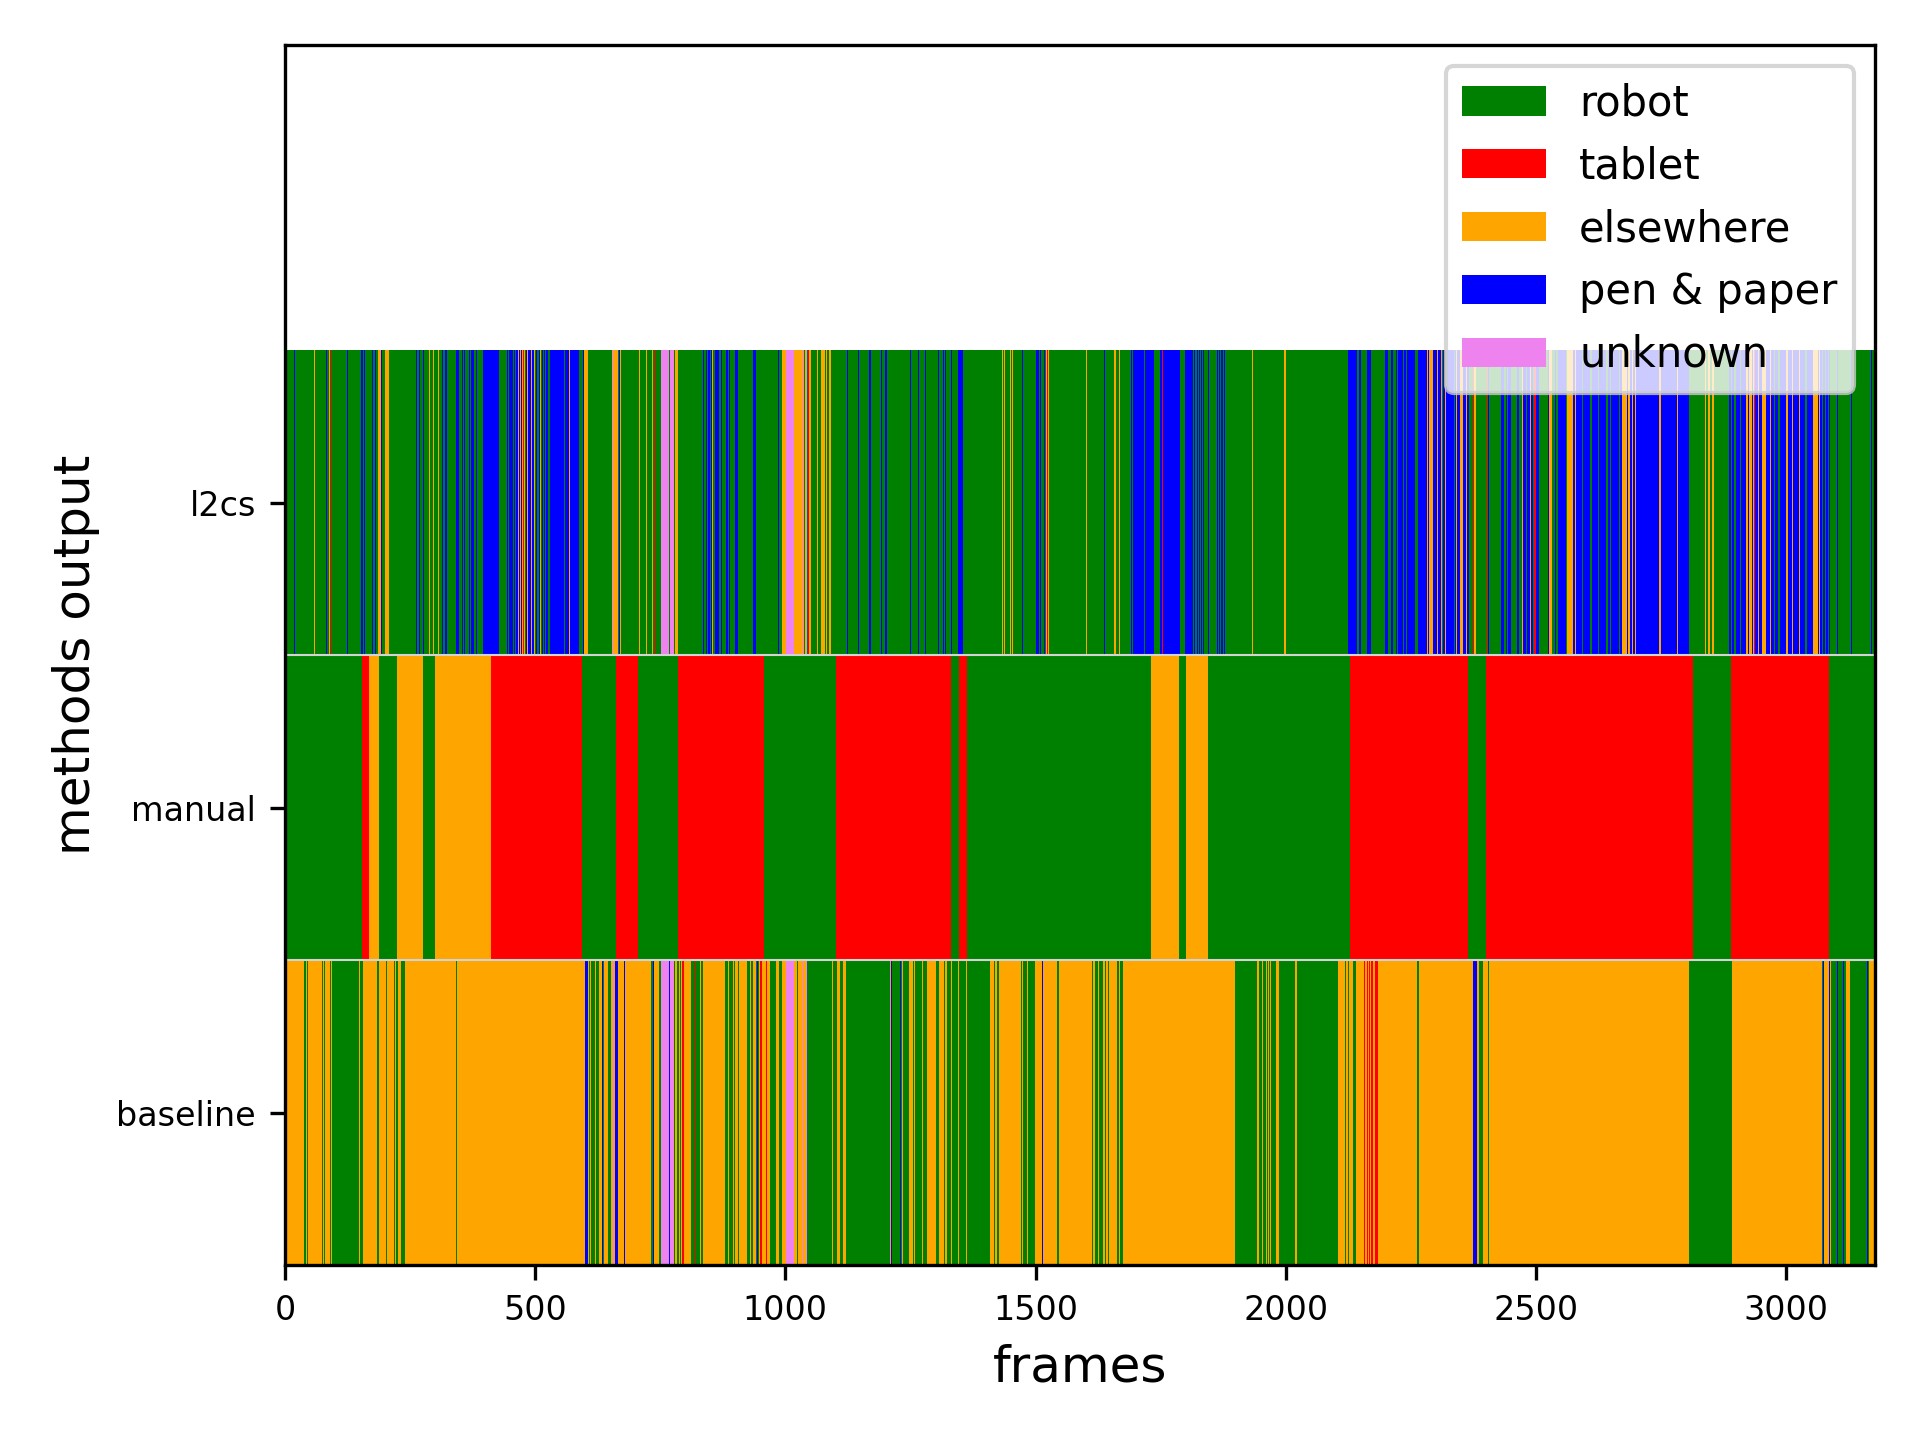 robot
tablet
elsewhere
pen & paper
unknown
methods output
l2cs
manual
baseline
0 500 1000 1500 2000 2500 3000
frames